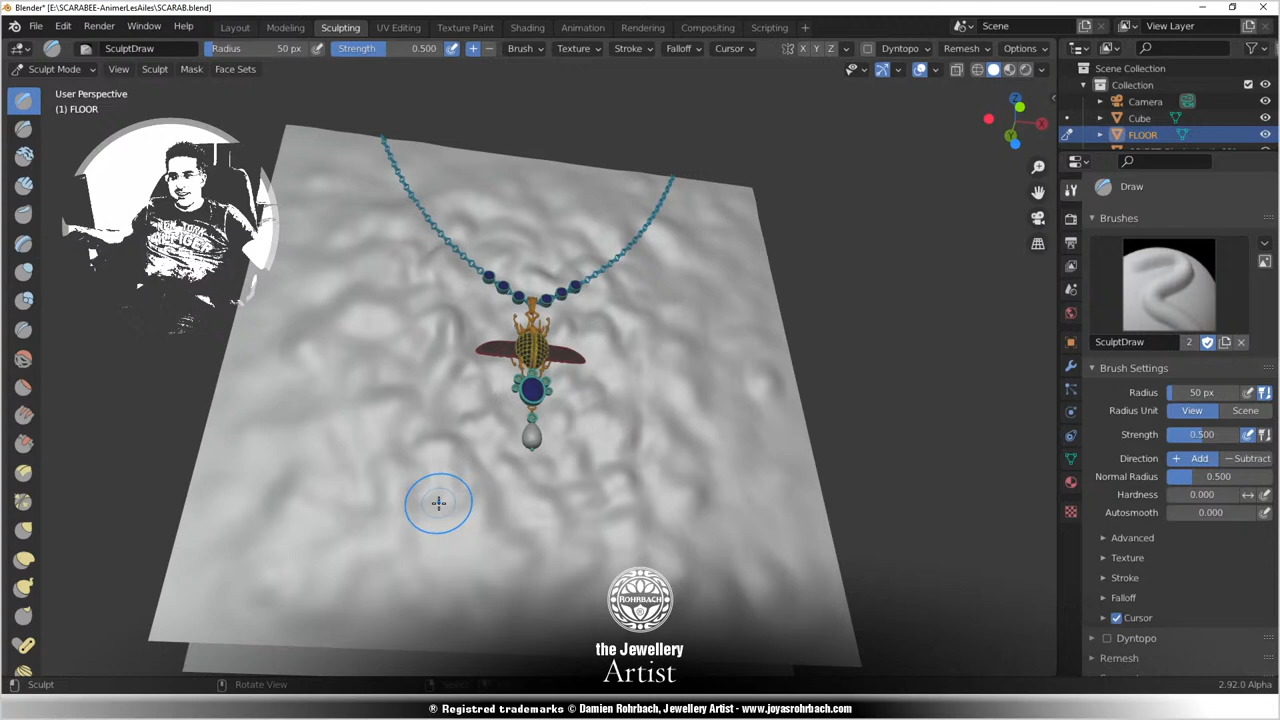 Blender* [E:\SCARABEE-AnimerLesAiles\SCARAB.blend]
File Edit Render Window Help Layout Modeling Sculpting UV Editing Texture Paint Shading Animation Rendering Compositing Scripting Scene View Layer
SculptDraw Radius 50 px Strength 0.500 Brush Texture Stroke Falloff Cursor X Y Z Dyntopo Remesh Options
Sculpt Mode View Sculpt Mask Face Sets
Scene Collection
Collection
Camera
Cube
FLOOR
User Perspective
(1) FLOOR
Z
X
Y
NEW YORK
HILFIGER
Draw
Brushes
SculptDraw 2
Brush Settings
Radius 50 px
Radius Unit View Scene
Strength 0.500
Direction + Add − Subtract
Normal Radius 0.500
Hardness 0.000
Autosmooth 0.000
Advanced
Texture
Stroke
Falloff
Cursor
Dyntopo
Remesh
ROHRBACH
the Jewellery
Artist
Sculpt Rotate View Select 2.92.0 Alpha
® Registered trademarks © Damien Rohrbach, Jewellery Artist - www.joyasrohrbach.com